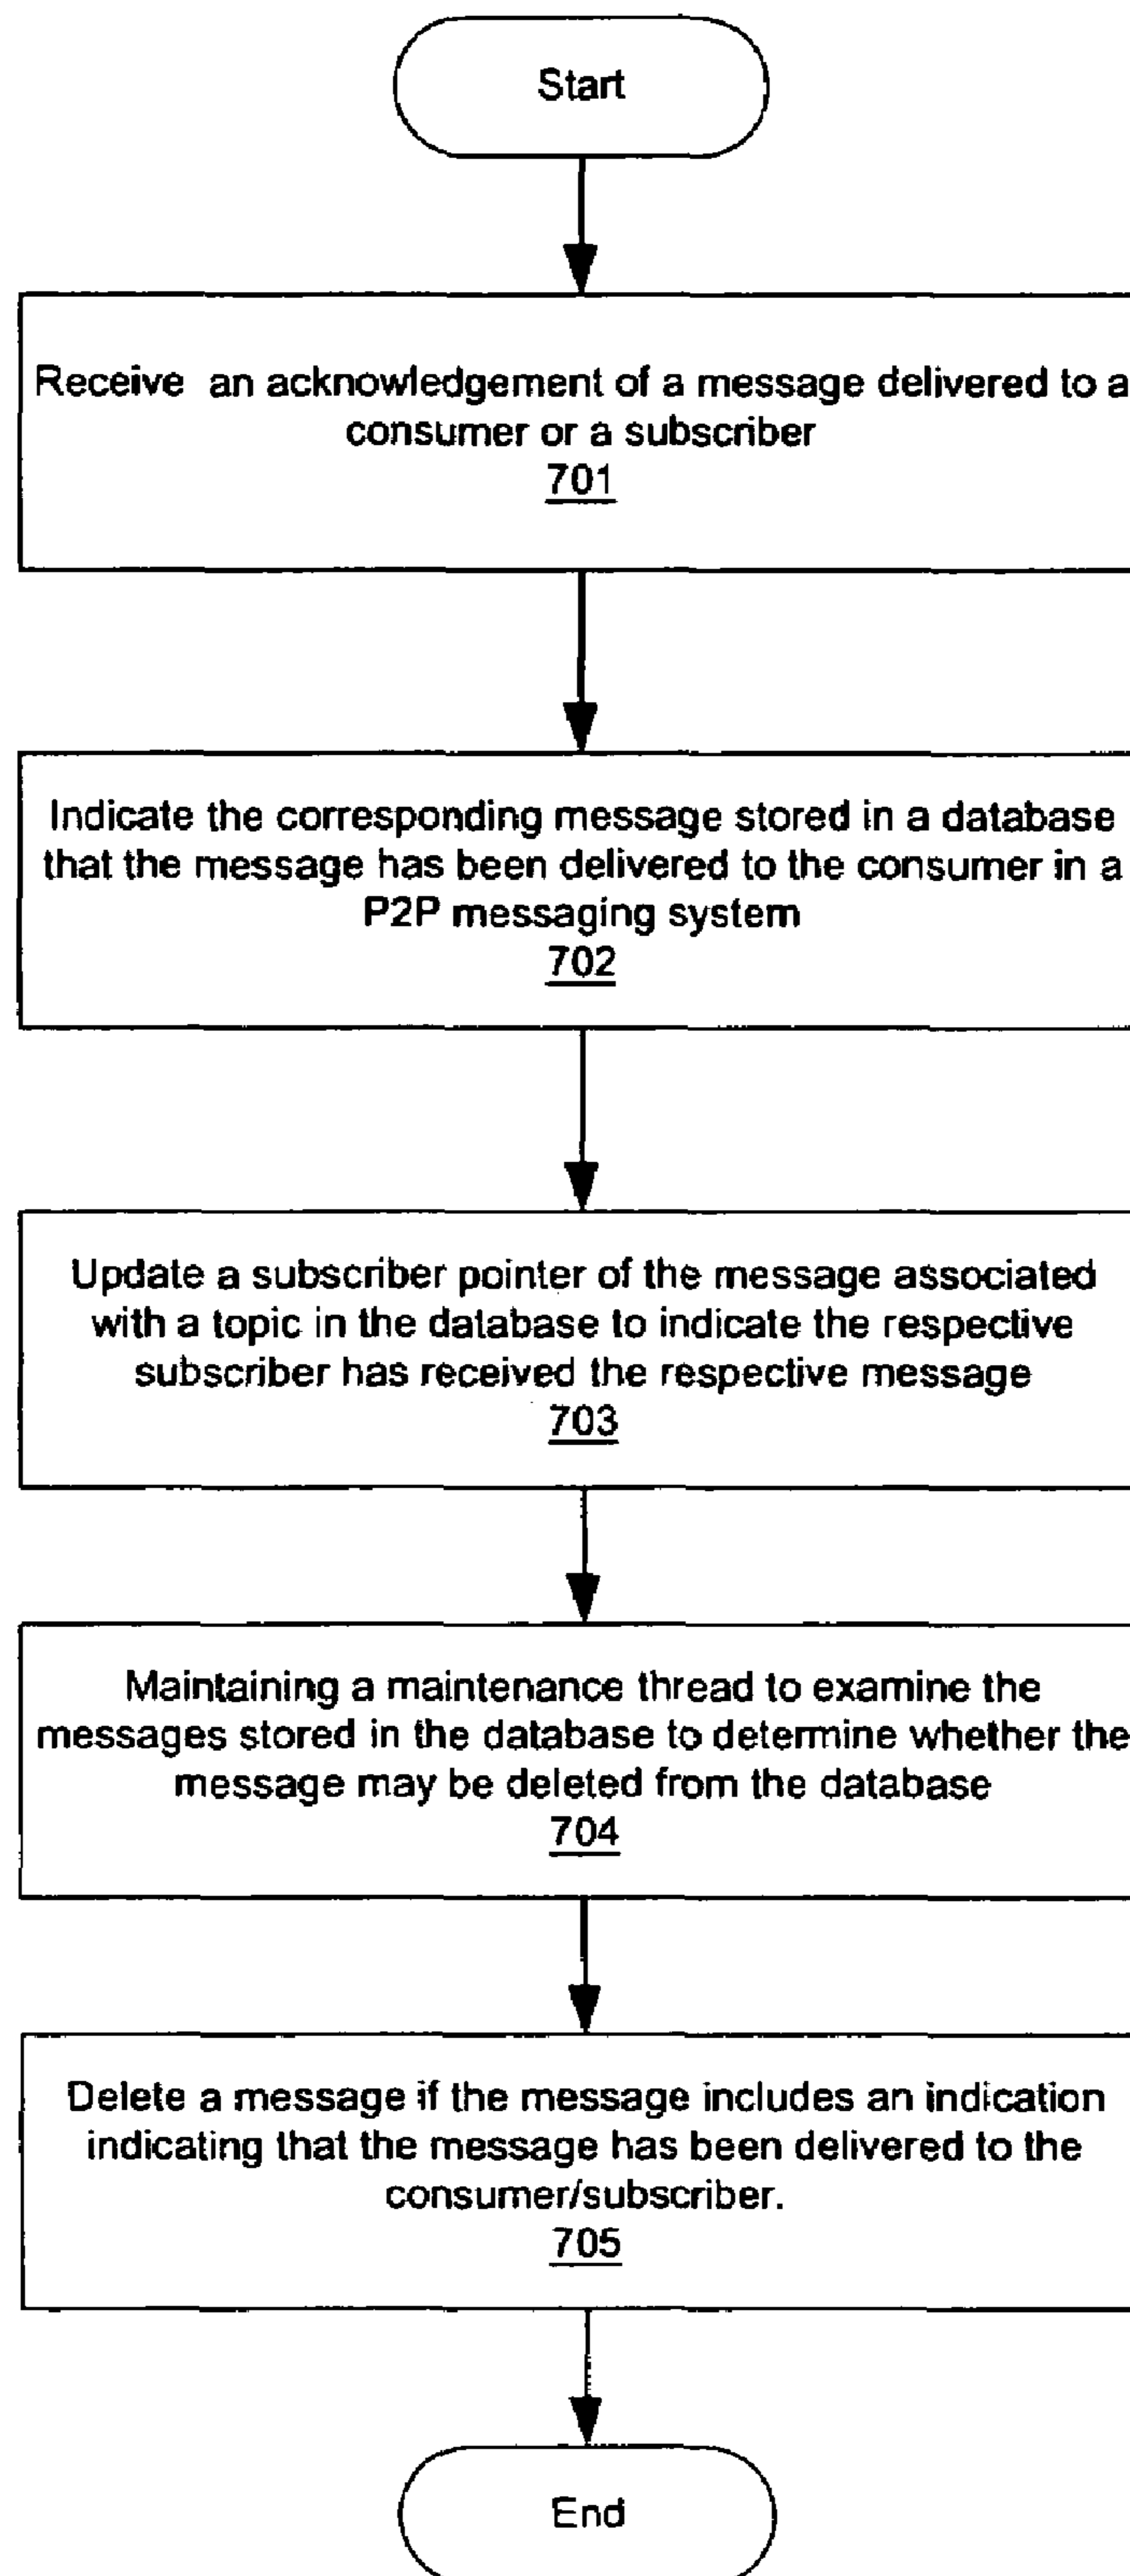 Start
Receive an acknowledgement of a message delivered to a
consumer or a subscriber
701
Indicate the corresponding message stored in a database
that the message has been delivered to the consumer in a
P2P messaging system
702
Update a subscriber pointer of the message associated
with a topic in the database to indicate the respective
subscriber has received the respective message
703
Maintaining a maintenance thread to examine the
messages stored in the database to determine whether the
message may be deleted from the database
704
Delete a message if the message includes an indication
indicating that the message has been delivered to the
consumer/subscriber.
705
End